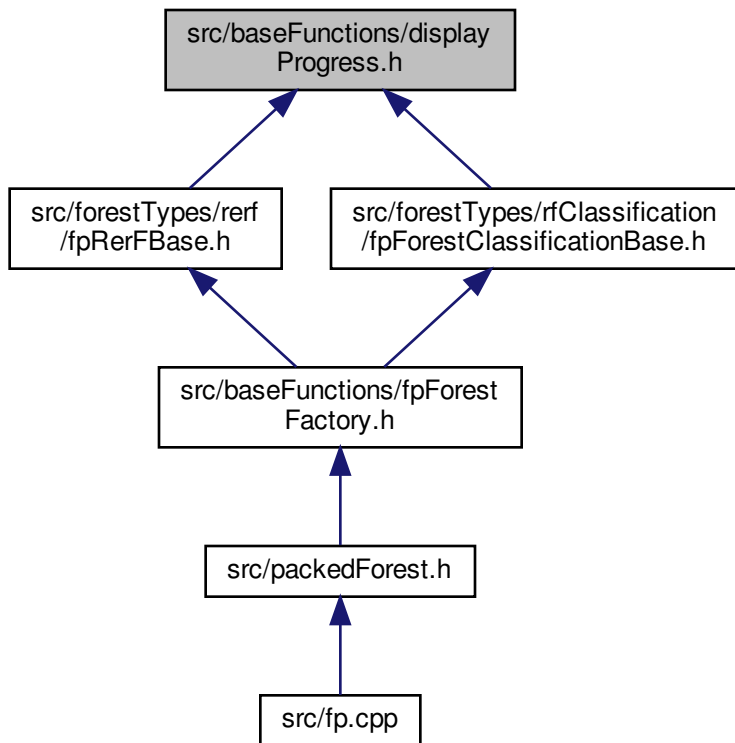 src/baseFunctions/display
Progress.h
src/forestTypes/rerf
/fpRerFBase.h
src/forestTypes/rfClassification
/fpForestClassificationBase.h
src/baseFunctions/fpForest
Factory.h
src/packedForest.h
src/fp.cpp